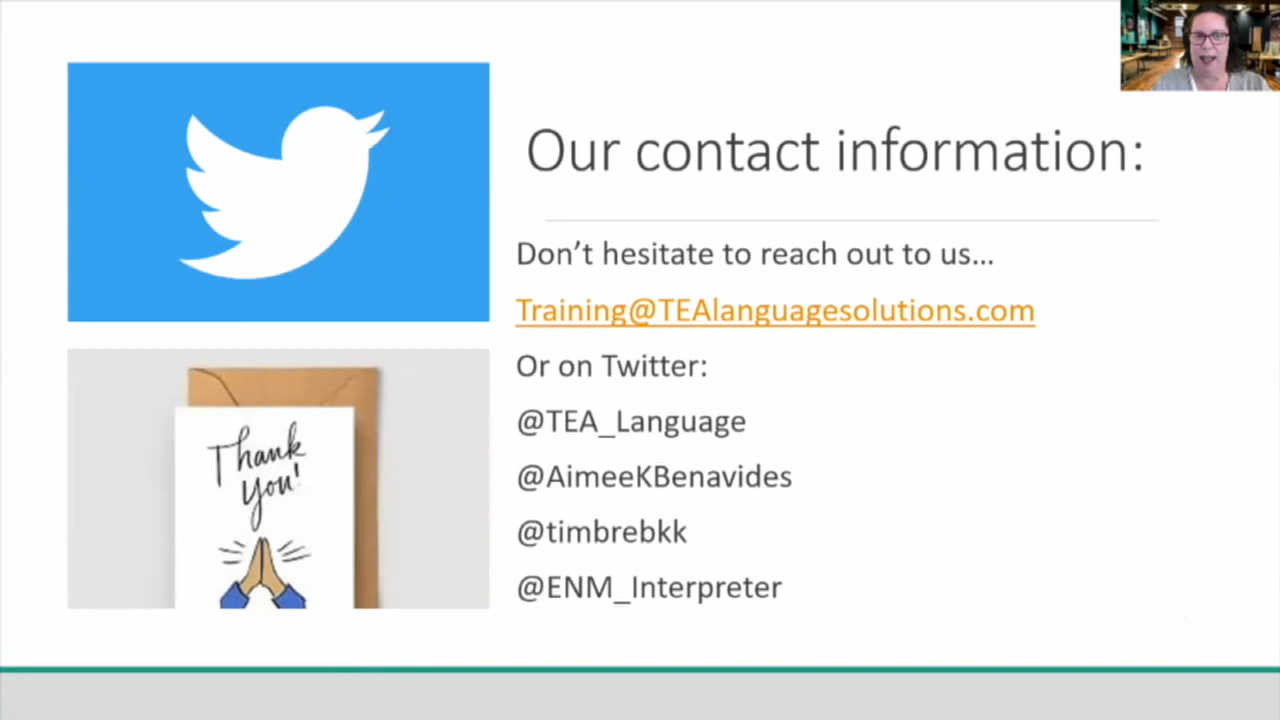 Our contact information:
Don’t hesitate to reach out to us…
Training@TEAlanguagesolutions.com
Or on Twitter:
@TEA_Language
@AimeeKBenavides
@timbrebkk
@ENM_Interpreter
Thank
you!